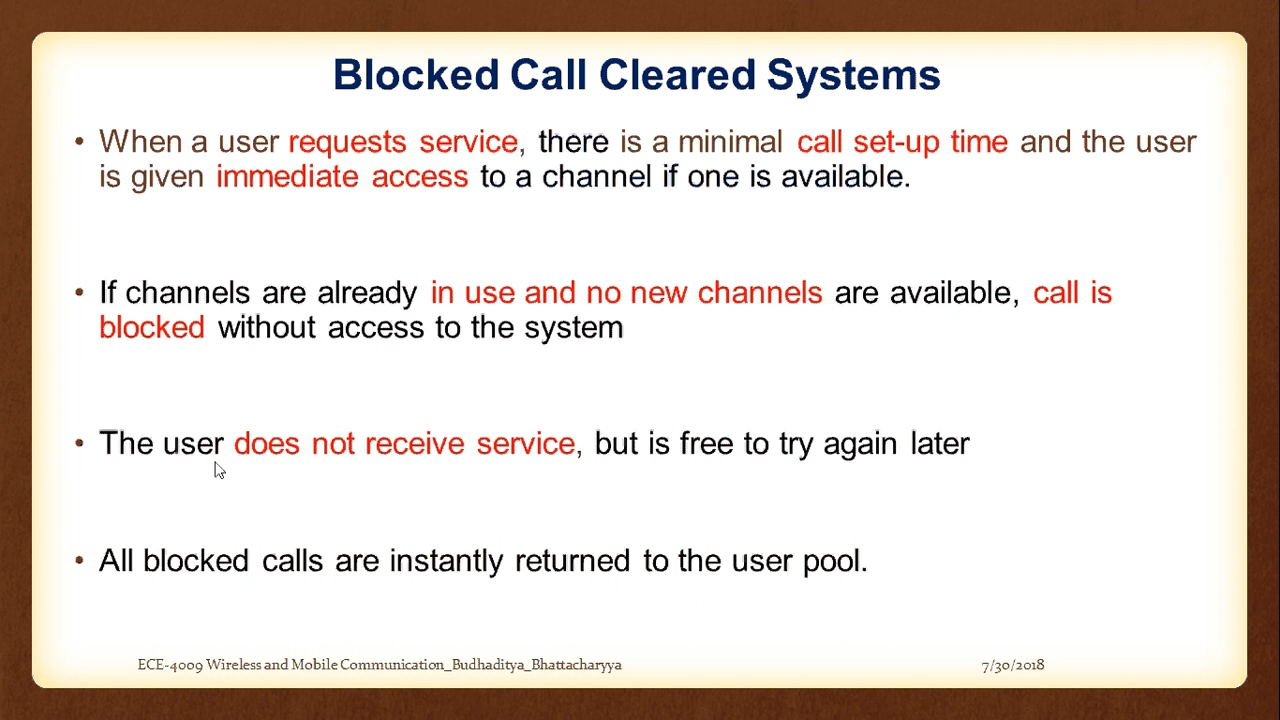 Blocked Call Cleared Systems
• When a user requests service, there is a minimal call set-up time and the user
is given immediate access to a channel if one is available.
• If channels are already in use and no new channels are available, call is
blocked without access to the system
• The user does not receive service, but is free to try again later
• All blocked calls are instantly returned to the user pool.
ECE-4009 Wireless and Mobile Communication_Budhaditya_Bhattacharyya 7/30/2018